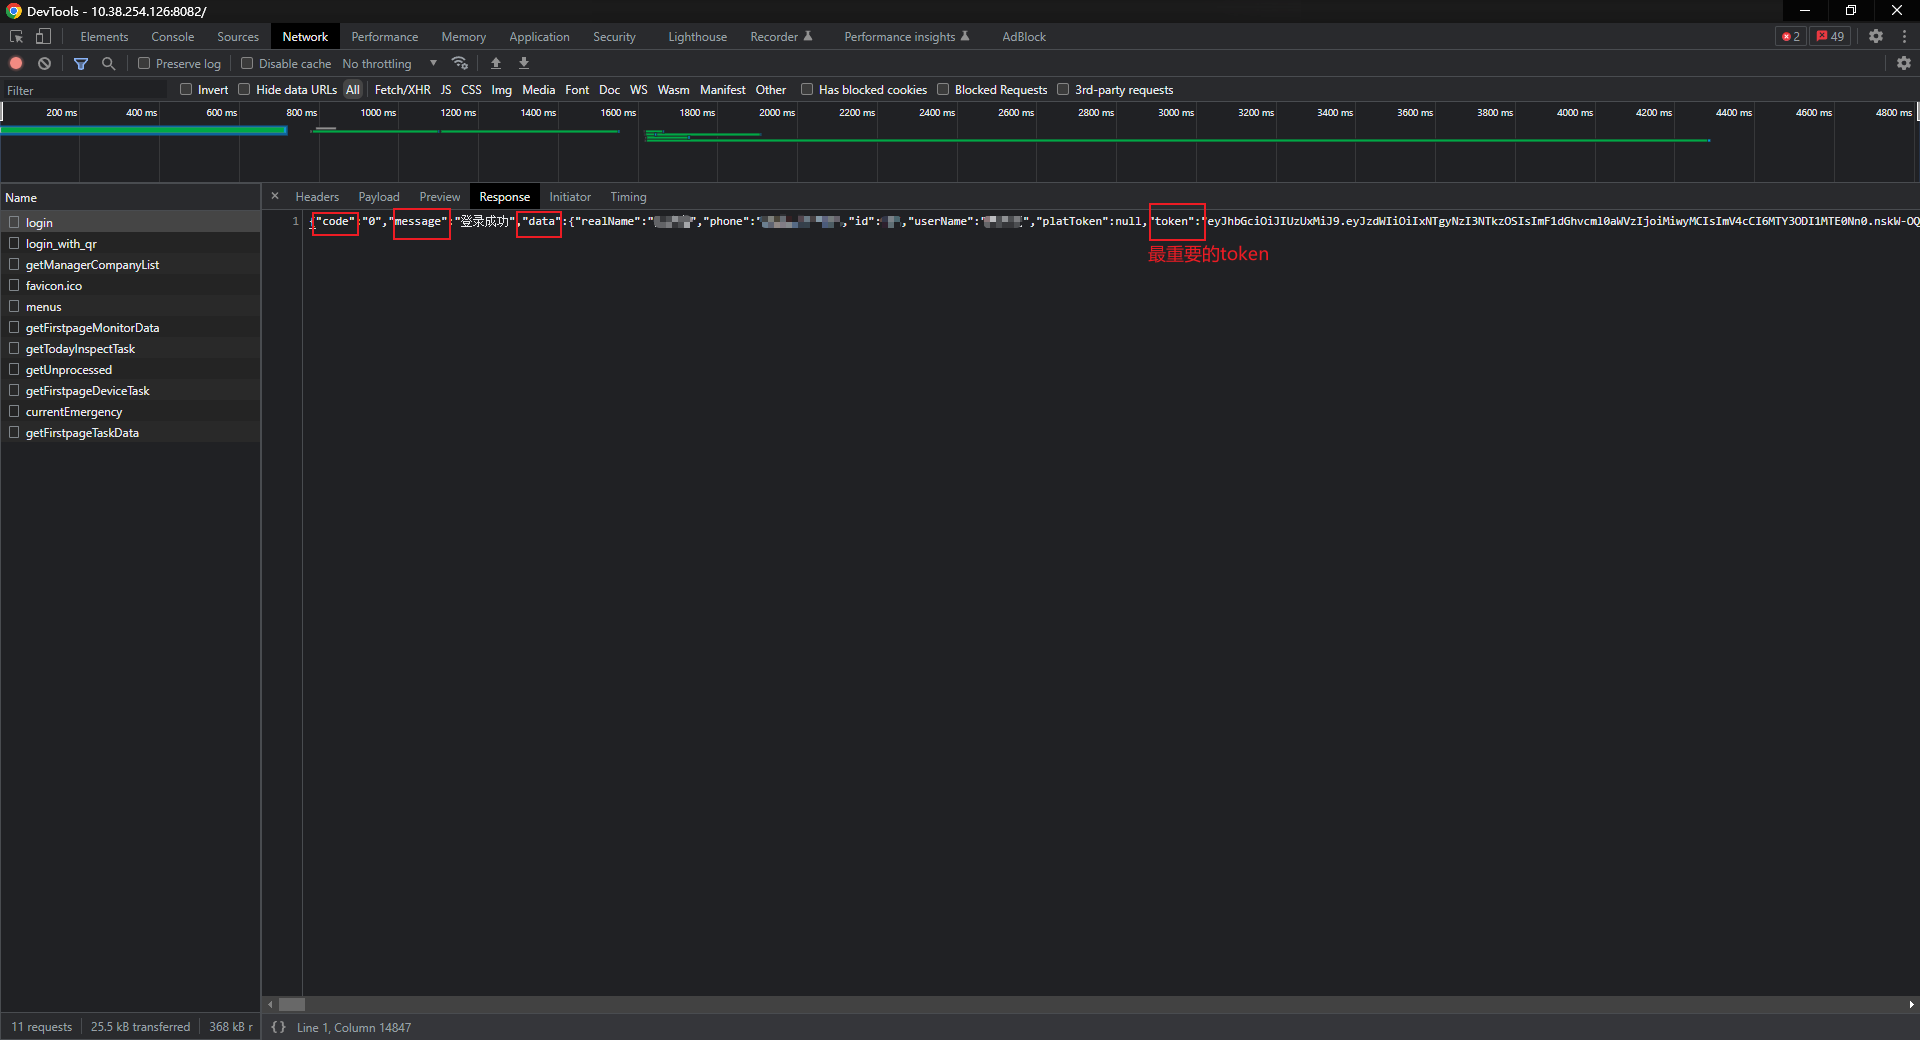 DevTools - 10.38.254.126:8082/
Elements Console Sources Network Performance Memory Application Security Lighthouse Recorder Performance insights AdBlock 2 49
Preserve log Disable cache No throttling
Filter Invert Hide data URLs All Fetch/XHR JS CSS Img Media Font Doc WS Wasm Manifest Other Has blocked cookies Blocked Requests 3rd-party requests
200 ms 400 ms 600 ms 800 ms 1000 ms 1200 ms 1400 ms 1600 ms 1800 ms 2000 ms 2200 ms 2400 ms 2600 ms 2800 ms 3000 ms 3200 ms 3400 ms 3600 ms 3800 ms 4000 ms 4200 ms 4400 ms 4600 ms 4800 ms
Name
Headers Payload Preview Response Initiator Timing
1 {"code":"0","message":"登录成功","data":{"realName":" ","phone":" ,"id": ,"userName":" ","platToken":null,"token":"eyJhbGciOiJIUzUxMiJ9.eyJzdWIiOiIxNTgyNzI3NTkzOSIsImF1dGhvcml0aWVzIjoiMiwyMCIsImV4cCI6MTY3ODI1MTE0Nn0.nskW-OQ
最重要的token
login
login_with_qr
getManagerCompanyList
favicon.ico
menus
getFirstpageMonitorData
getTodayInspectTask
getUnprocessed
getFirstpageDeviceTask
currentEmergency
getFirstpageTaskData
11 requests 25.5 kB transferred 368 kB r
{} Line 1, Column 14847